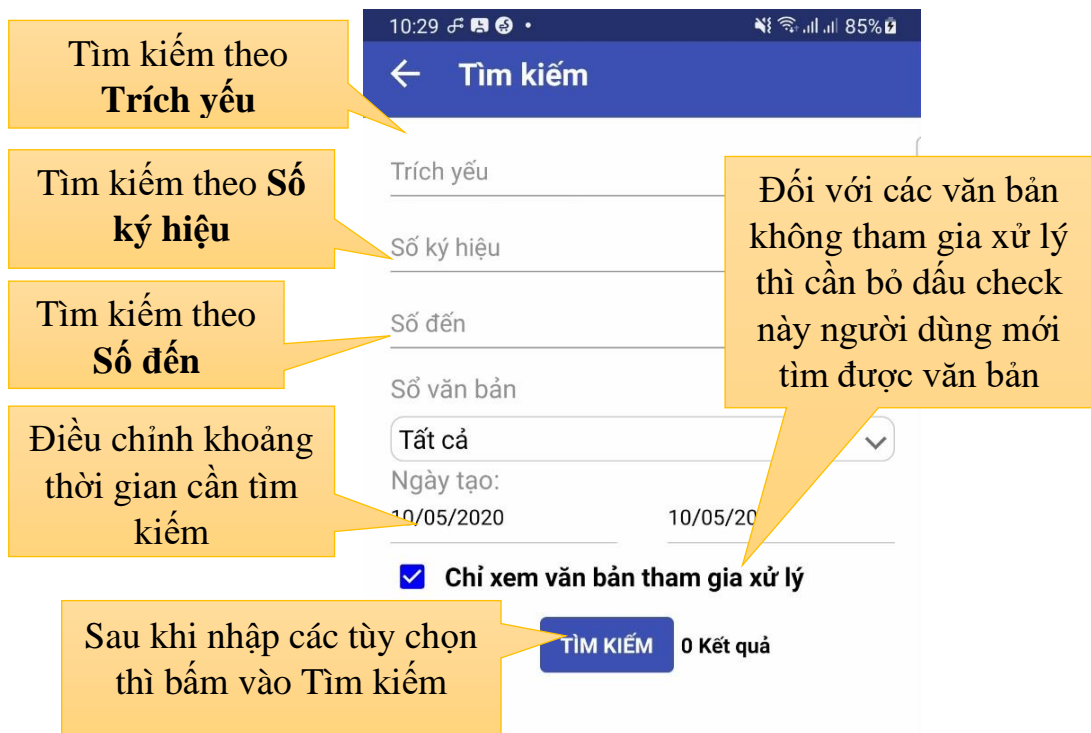 10:29
85%
Tìm kiếm
Tìm kiếm theo
Trích yếu
Trích yếu
Tìm kiếm theo Số
ký hiệu
Số ký hiệu
Đối với các văn bản
không tham gia xử lý
thì cần bỏ dấu check
này người dùng mới
tìm được văn bản
Tìm kiếm theo
Số đến
Số đến
Sổ văn bản
Tất cả
Điều chỉnh khoảng
thời gian cần tìm
kiếm
Ngày tạo:
10/05/2020
10/05/20
Chỉ xem văn bản tham gia xử lý
Sau khi nhập các tùy chọn
thì bấm vào Tìm kiếm
TÌM KIẾM
0 Kết quả